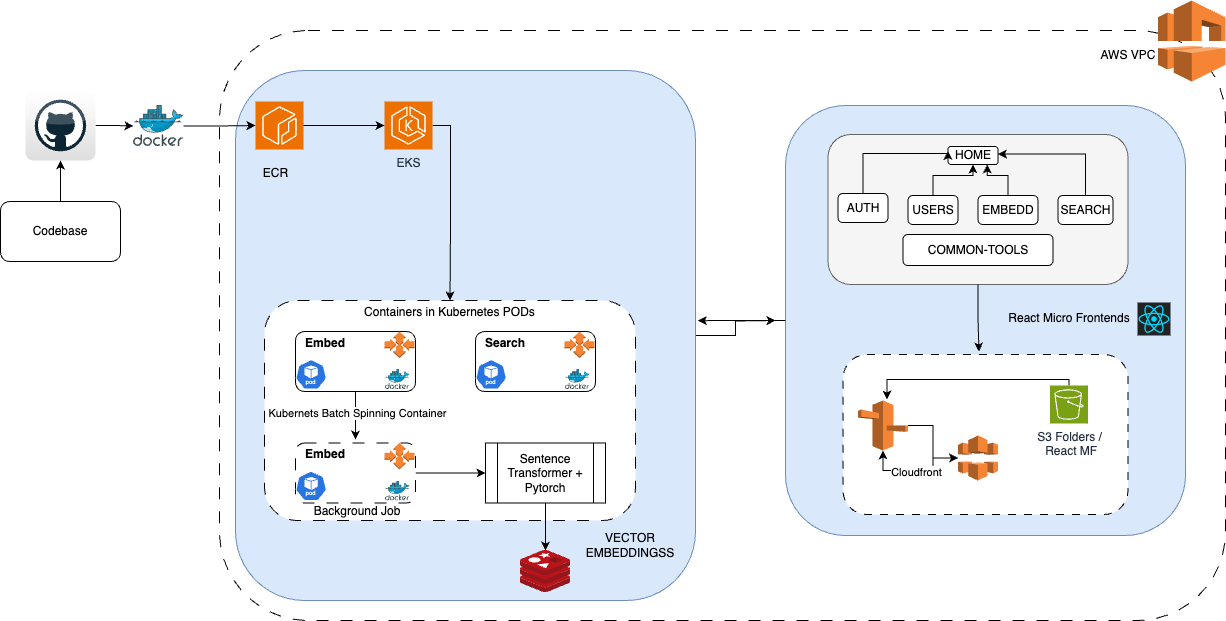 AWS VPC
docker
ECR
EKS
Codebase
HOME
AUTH
USERS
EMBEDD
SEARCH
COMMON-TOOLS
Containers in Kubernetes PODs
Embed
pod
docker
Search
pod
docker
Kubernets Batch Spinning Container
Embed
pod
docker
Background Job
Sentence
Transformer +
Pytorch
VECTOR
EMBEDDINGSS
React Micro Frontends
S3 Folders /
React MF
Cloudfront